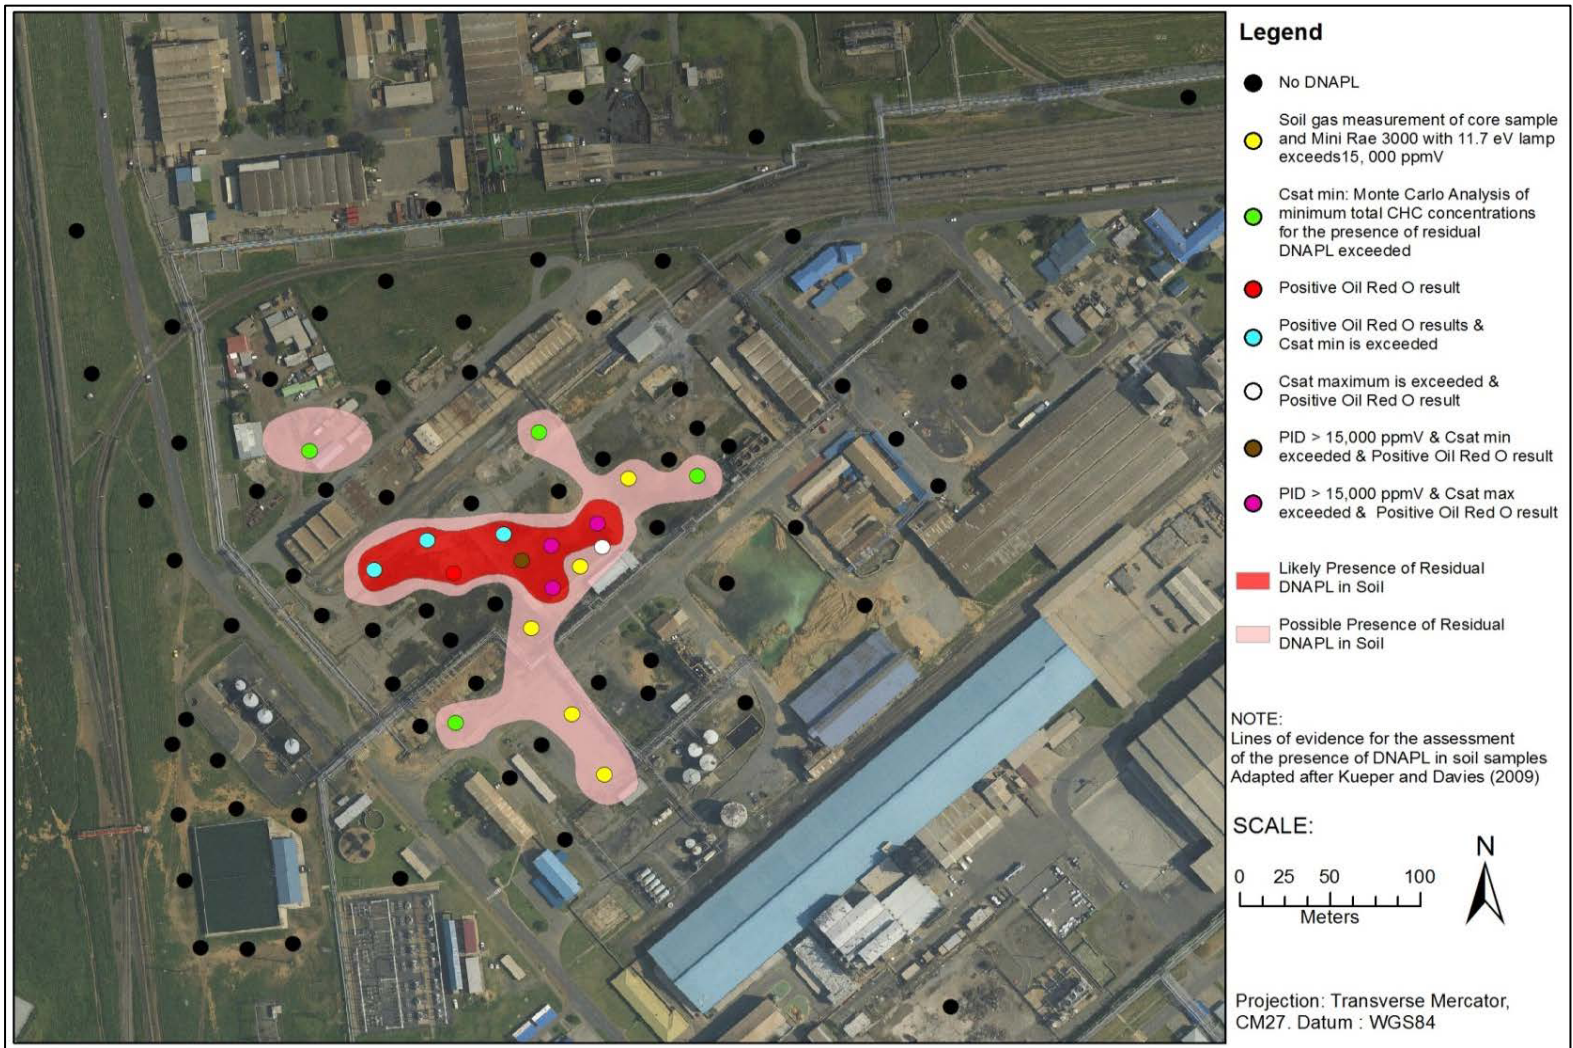 Legend
No DNAPL
Soil gas measurement of core sample
and Mini Rae 3000 with 11.7 eV lamp
exceeds15, 000 ppmV
Csat min: Monte Carlo Analysis of
minimum total CHC concentrations
for the presence of residual
DNAPL exceeded
Positive Oil Red O result
Positive Oil Red O results &
Csat min is exceeded
Csat maximum is exceeded &
Positive Oil Red O result
PID > 15,000 ppmV & Csat min
exceeded & Positive Oil Red O result
PID > 15,000 ppmV & Csat max
exceeded & Positive Oil Red O result
Likely Presence of Residual
DNAPL in Soil
Possible Presence of Residual
DNAPL in Soil
NOTE:
Lines of evidence for the assessment
of the presence of DNAPL in soil samples
Adapted after Kueper and Davies (2009)
SCALE:
N
0 25 50 100
Meters
Projection: Transverse Mercator,
CM27. Datum : WGS84